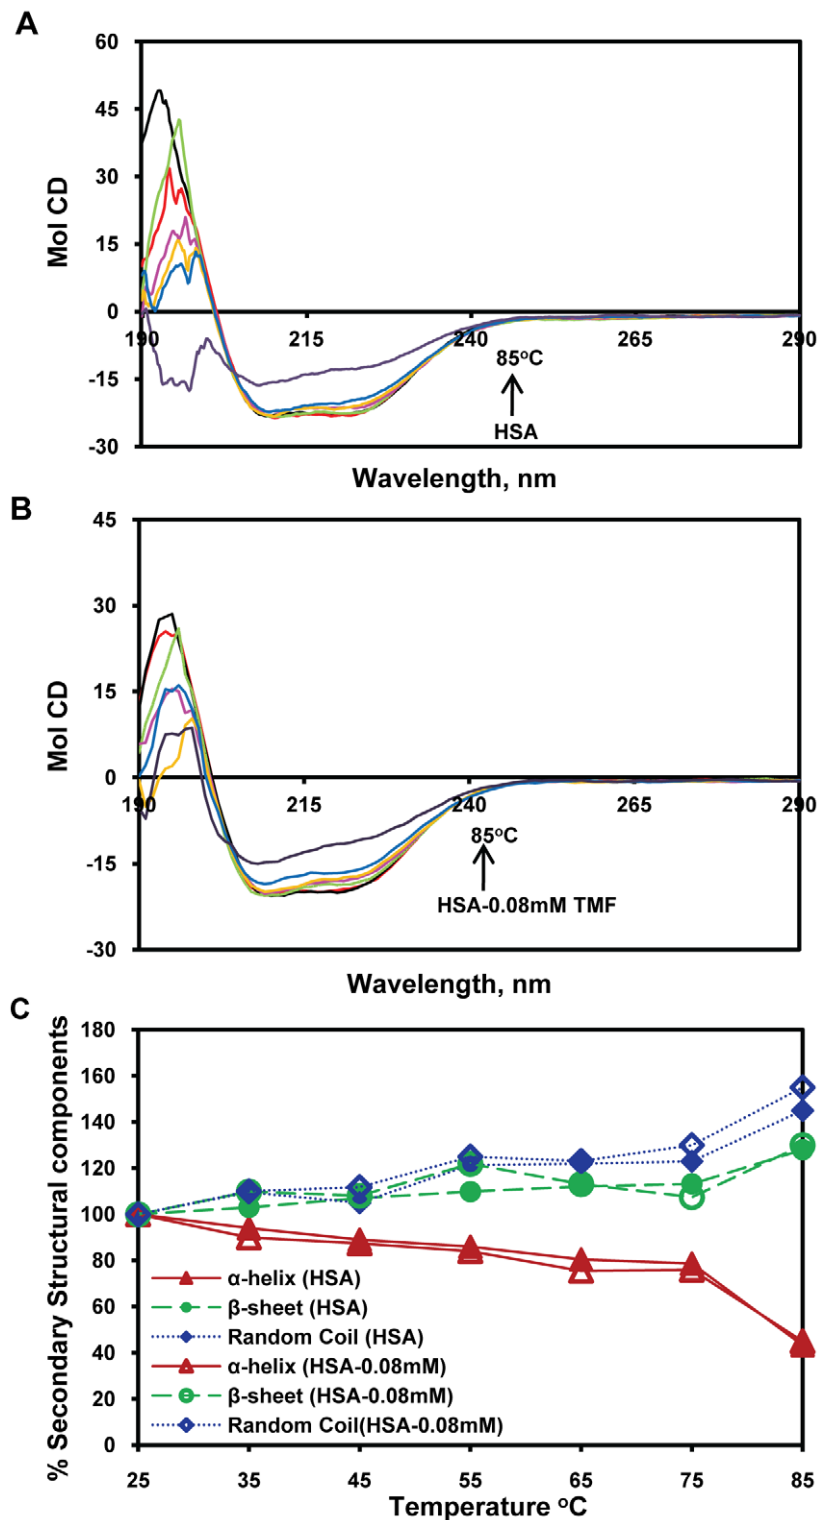 A
60
45
30
15
0
-15
-30
Mol CD
190
215
240
265
290
85°C
HSA
Wavelength, nm
B
45
30
15
0
-15
-30
Mol CD
190
215
240
265
290
85°C
HSA-0.08mM TMF
Wavelength, nm
C
% Secondary Structural components
180
160
140
120
100
80
60
40
20
0
α-helix (HSA)
β-sheet (HSA)
Random Coil (HSA)
α-helix (HSA-0.08mM)
β-sheet (HSA-0.08mM)
Random Coil(HSA-0.08mM)
25
35
45
55
65
75
85
Temperature °C